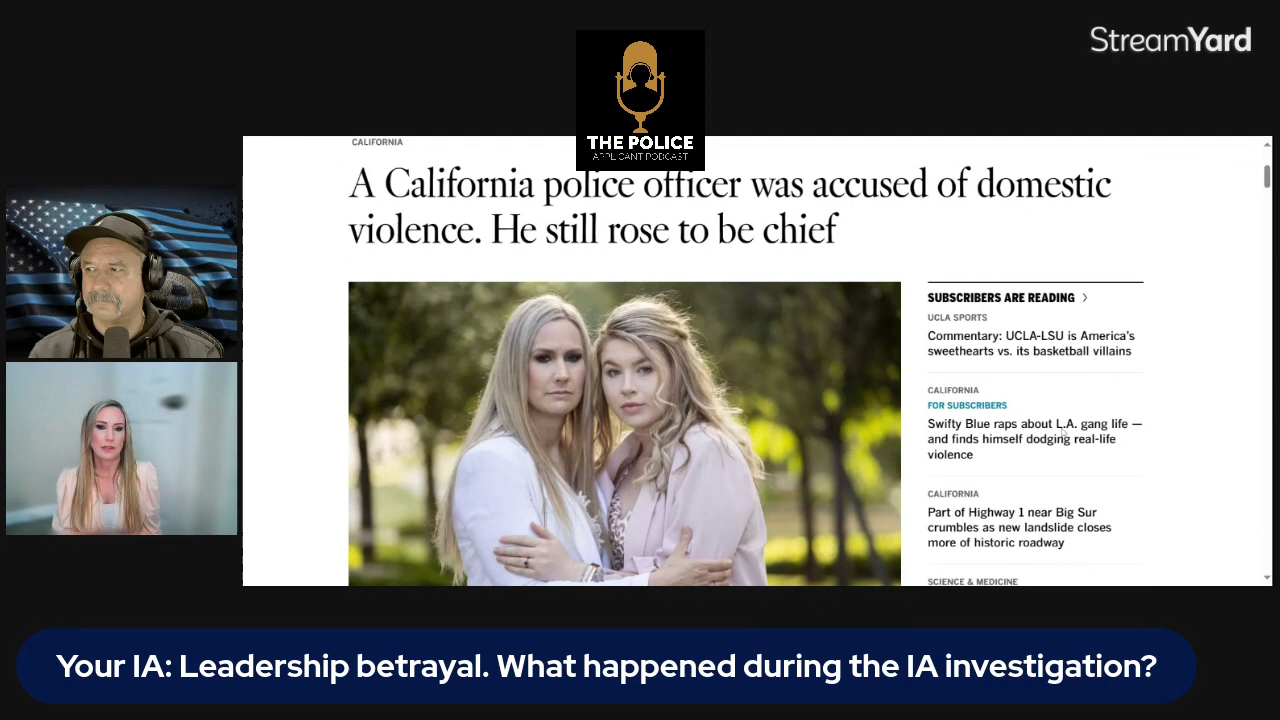 StreamYard
THE POLICE
APPLICANT PODCAST
CALIFORNIA
A California police officer was accused of domestic
violence. He still rose to be chief
SUBSCRIBERS ARE READING
UCLA SPORTS
Commentary: UCLA-LSU is America's
sweethearts vs. its basketball villains
CALIFORNIA
FOR SUBSCRIBERS
Swifty Blue raps about L.A. gang life —
and finds himself dodging real-life
violence
CALIFORNIA
Part of Highway 1 near Big Sur
crumbles as new landslide closes
more of historic roadway
SCIENCE & MEDICINE
Your IA: Leadership betrayal. What happened during the IA investigation?